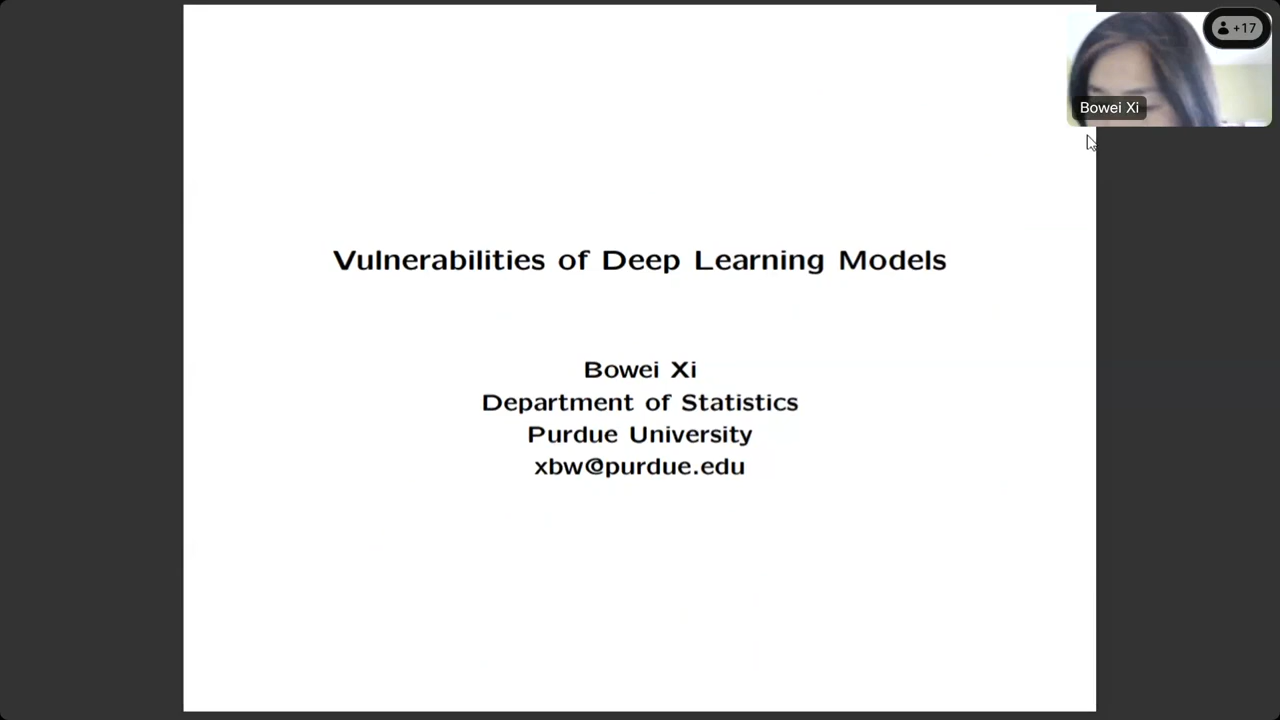 +17
Bowei Xi
Vulnerabilities of Deep Learning Models
Bowei Xi
Department of Statistics
Purdue University
xbw@purdue.edu